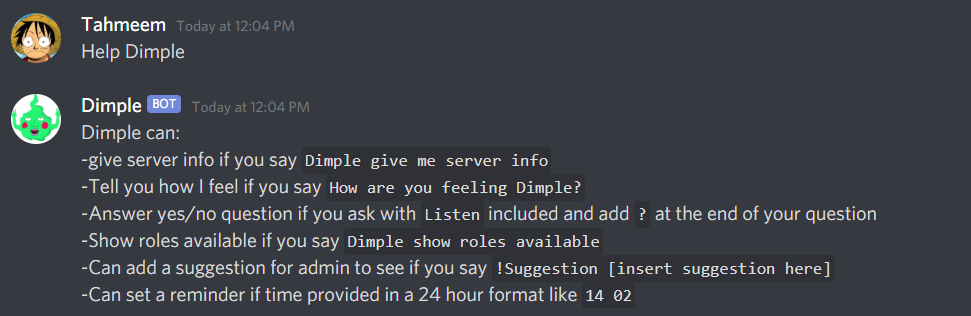 Tahmeem Today at 12:04 PM
Help Dimple
Dimple BOT Today at 12:04 PM
Dimple can:
-give server info if you say Dimple give me server info
-Tell you how I feel if you say How are you feeling Dimple?
-Answer yes/no question if you ask with Listen included and add ? at the end of your question
-Show roles available if you say Dimple show roles available
-Can add a suggestion for admin to see if you say !Suggestion [insert suggestion here]
-Can set a reminder if time provided in a 24 hour format like 14 02